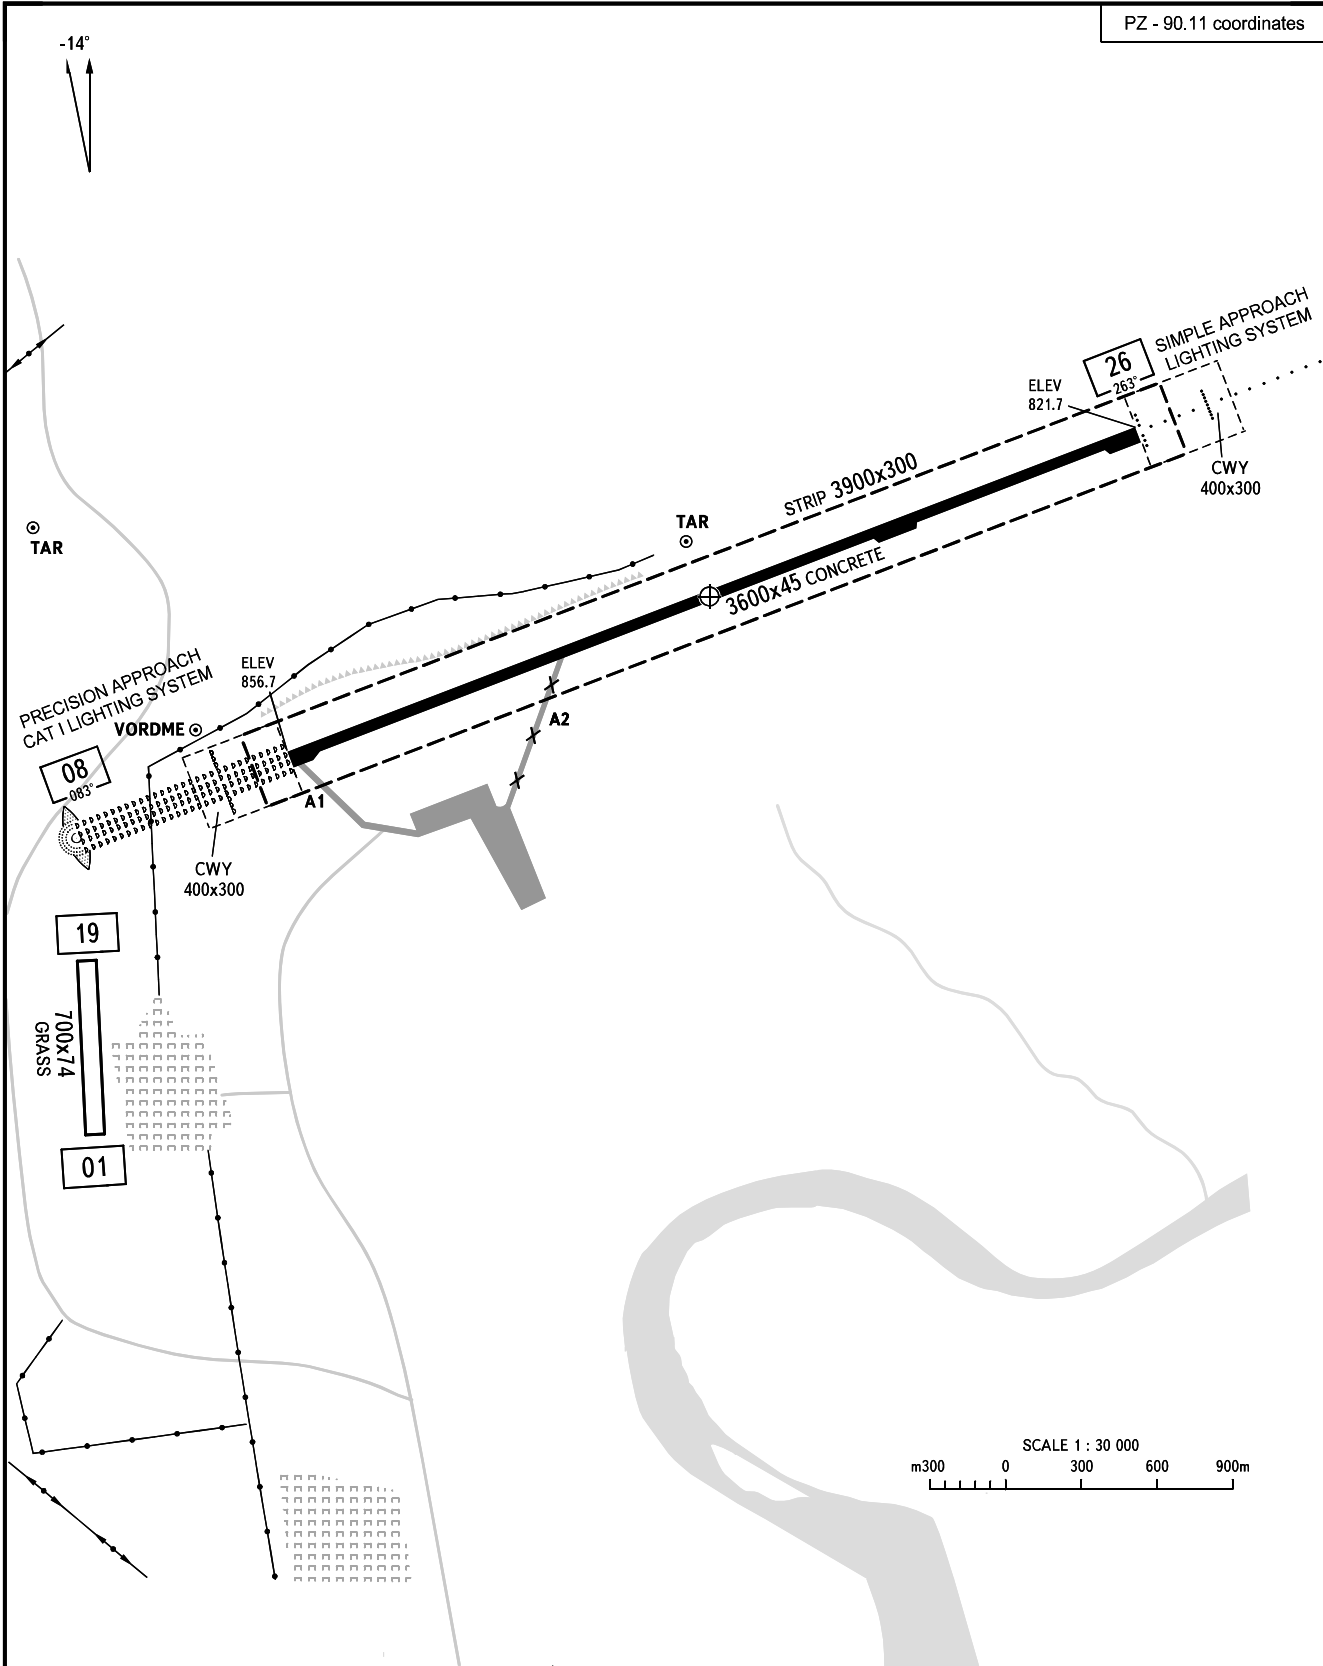 PZ - 90.11 coordinates
-14°
SIMPLE APPROACH
LIGHTING SYSTEM
26
263°
ELEV
821.7
CWY
400x300
STRIP 3900x300
TAR
TAR
3600x45 CONCRETE
PRECISION APPROACH
CAT I LIGHTING SYSTEM
ELEV
856.7
VORDME
A2
08
083°
A1
CWY
400x300
19
700x74
GRASS
01
SCALE 1 : 30 000
m300 0 300 600 900m